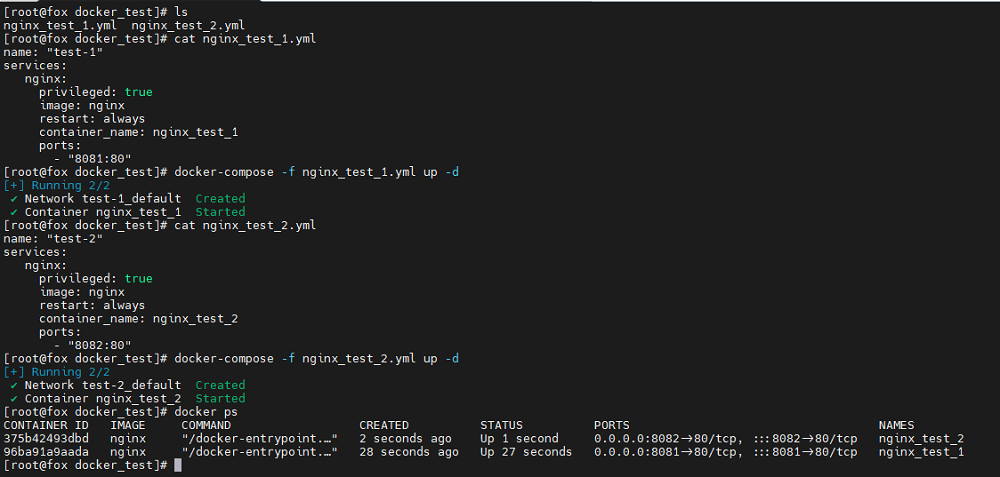 [root@fox docker_test]# ls
nginx_test_1.yml  nginx_test_2.yml
[root@fox docker_test]# cat nginx_test_1.yml
name: "test-1"
services:
   nginx:
     privileged: true
     image: nginx
     restart: always
     container_name: nginx_test_1
     ports:
       - "8081:80"
[root@fox docker_test]# docker-compose -f nginx_test_1.yml up -d
[+] Running 2/2
 ✔ Network test-1_default  Created
 ✔ Container nginx_test_1  Started
[root@fox docker_test]# cat nginx_test_2.yml
name: "test-2"
services:
   nginx:
     privileged: true
     image: nginx
     restart: always
     container_name: nginx_test_2
     ports:
       - "8082:80"
[root@fox docker_test]# docker-compose -f nginx_test_2.yml up -d
[+] Running 2/2
 ✔ Network test-2_default  Created
 ✔ Container nginx_test_2  Started
[root@fox docker_test]# docker ps
CONTAINER ID   IMAGE     COMMAND                  CREATED          STATUS          PORTS                                   NAMES
375b42493dbd   nginx     "/docker-entrypoint.…"   2 seconds ago    Up 1 second     0.0.0.0:8082->80/tcp, :::8082->80/tcp   nginx_test_2
96ba91a9aada   nginx     "/docker-entrypoint.…"   28 seconds ago   Up 27 seconds   0.0.0.0:8081->80/tcp, :::8081->80/tcp   nginx_test_1
[root@fox docker_test]#